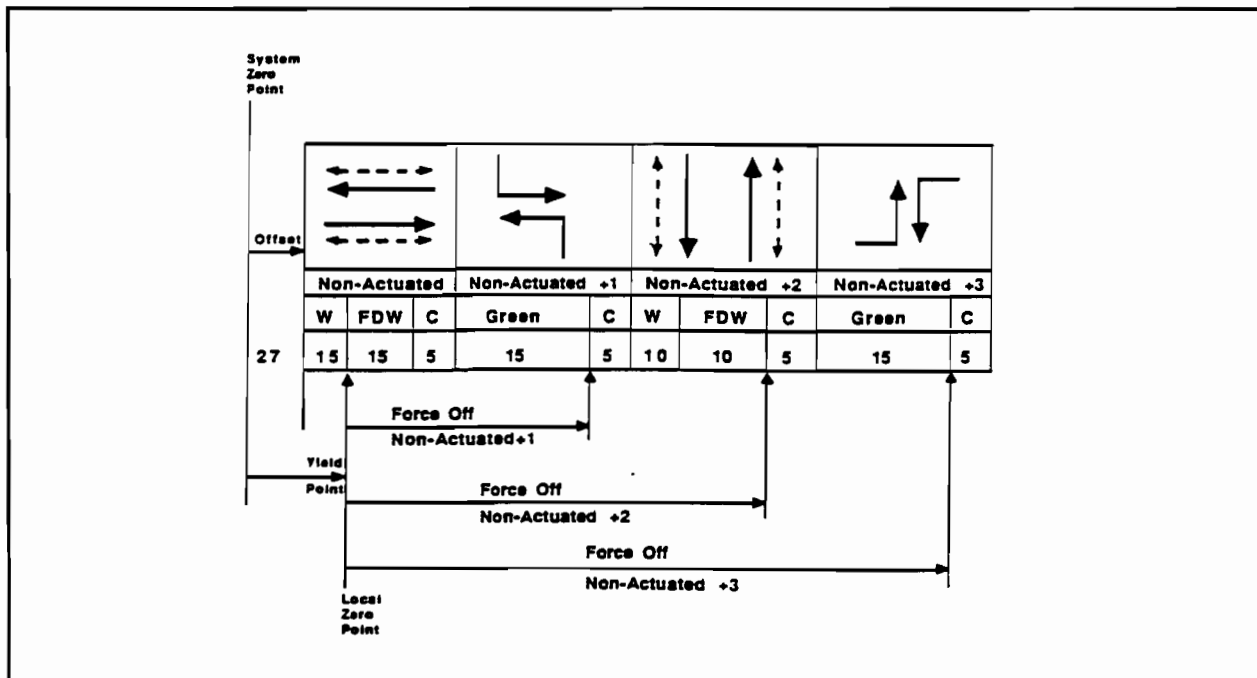 System
Zero
Point
Offset
Non-Actuated Non-Actuated +1 Non-Actuated +2 Non-Actuated +3
W FDW C Green C W FDW C Green C
27 15 15 5 15 5 10 10 5 15 5
Force Off
Non-Actuated+1
Yield
Point
Force Off
Non-Actuated +2
Force Off
Non-Actuated +3
Local
Zero
Point